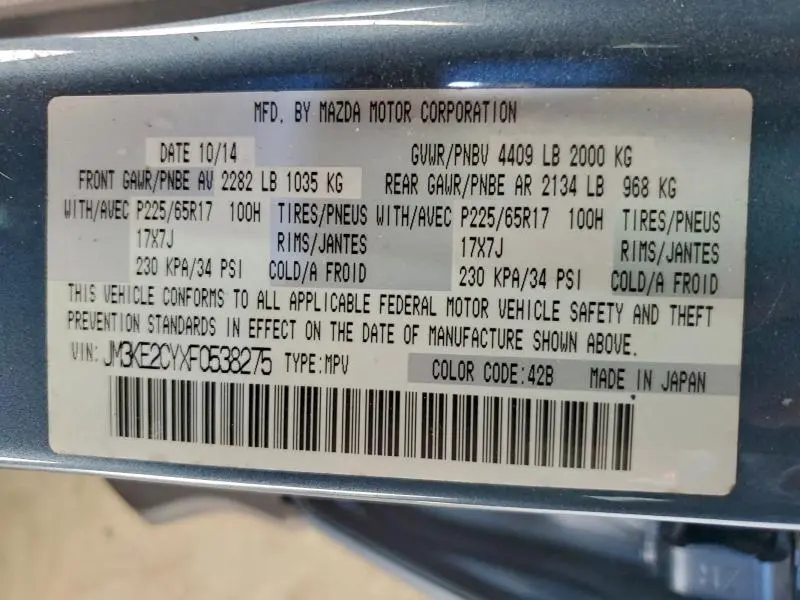 MFD. BY MAZDA MOTOR CORPORATION
DATE 10/14 GVWR/PNBV 4409 LB 2000 KG
FRONT GAWR/PNBE AV 2282 LB 1035 KG REAR GAWR/PNBE AR 2134 LB 968 KG
WITH/AVEC P225/65R17 100H TIRES/PNEUS WITH/AVEC P225/65R17 100H TIRES/PNEUS
17X7J RIMS/JANTES 17X7J RIMS/JANTES
230 KPA/34 PSI COLD/A FROID 230 KPA/34 PSI COLD/A FROID
THIS VEHICLE CONFORMS TO ALL APPLICABLE FEDERAL MOTOR VEHICLE SAFETY AND THEFT
PREVENTION STANDARDS IN EFFECT ON THE DATE OF MANUFACTURE SHOWN ABOVE.
VIN: JM3KE2CYXF0538275 TYPE:MPV COLOR CODE:42B MADE IN JAPAN